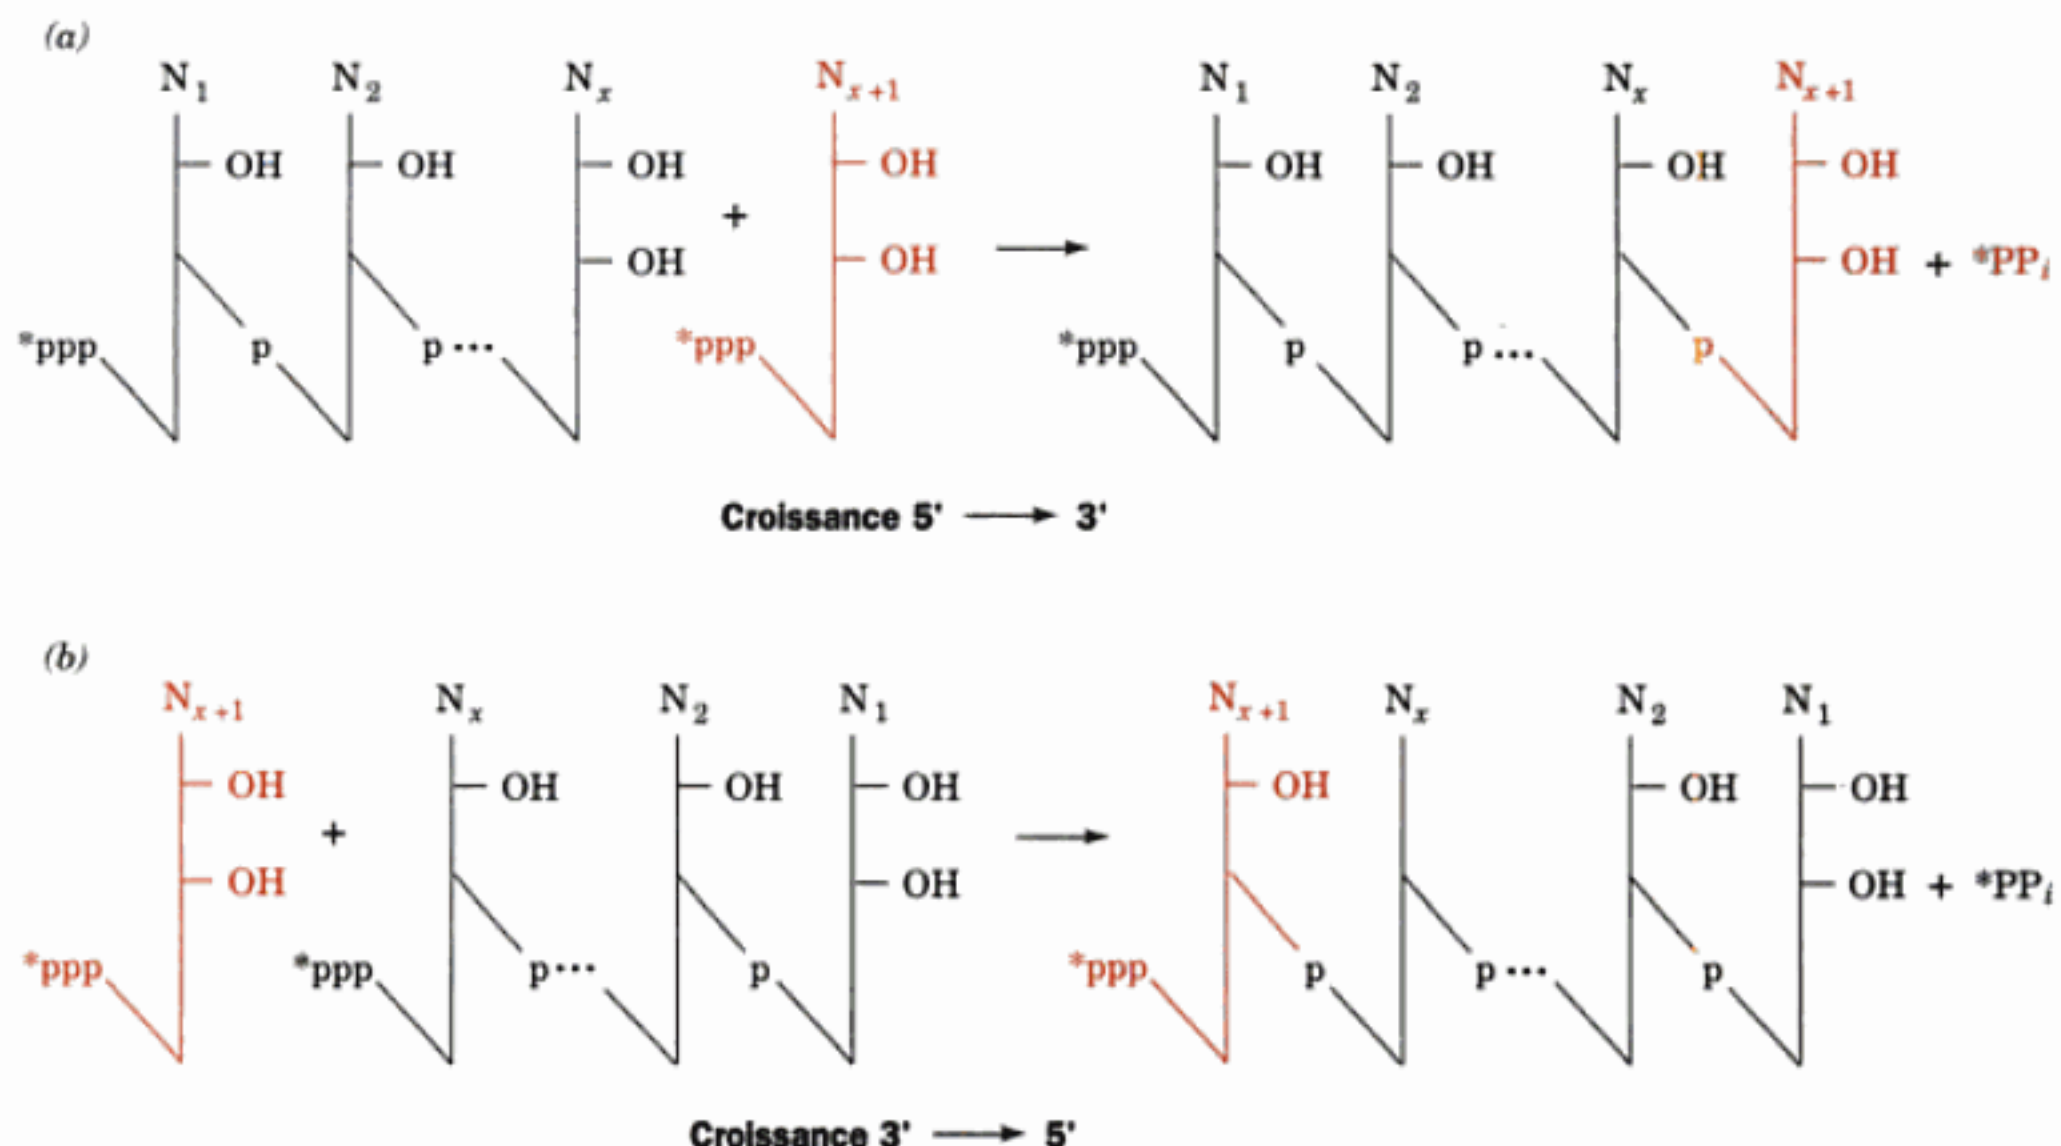 (a)
N1 N2 Nx Nx+1 N1 N2 Nx Nx+1
OH OH OH OH OH OH OH OH
+
OH OH OH + *PPi
*ppp p p ... *ppp *ppp p p ... p
Croissance 5' → 3'
(b)
Nx+1 Nx N2 N1 Nx+1 Nx N2 N1
OH OH OH OH OH OH OH
+
OH OH OH + *PPi
*ppp *ppp p ... p *ppp p p ... p
Croissance 3' → 5'